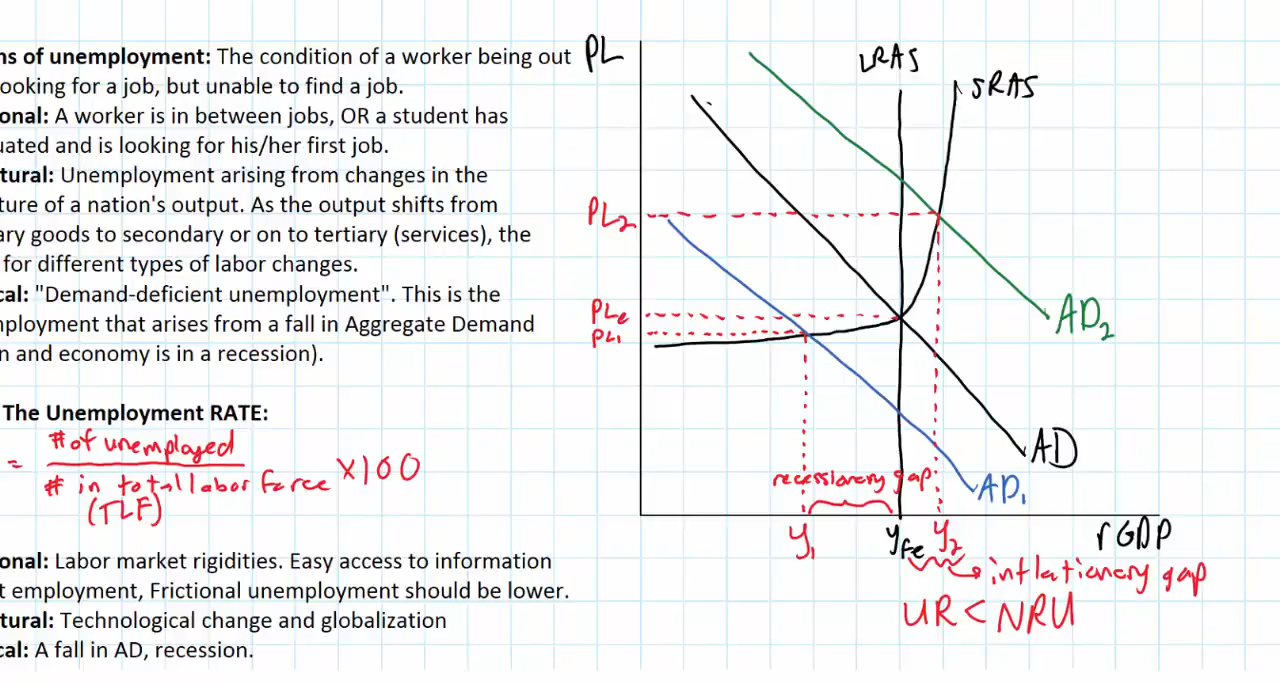 ns of unemployment: The condition of a worker being out
ooking for a job, but unable to find a job.
onal: A worker is in between jobs, OR a student has
uated and is looking for his/her first job.
tural: Unemployment arising from changes in the
ture of a nation's output. As the output shifts from
ary goods to secondary or on to tertiary (services), the
for different types of labor changes.
cal: "Demand-deficient unemployment". This is the
nployment that arises from a fall in Aggregate Demand
n and economy is in a recession).
The Unemployment RATE:
= # of unemployed
# in total labor force X100
(TLF)
onal: Labor market rigidities. Easy access to information
t employment, Frictional unemployment should be lower.
tural: Technological change and globalization
cal: A fall in AD, recession.
PL
LRAS
SRAS
PL2
PLe
PL1
AD2
AD
AD1
recessionary gap
y1
yfe
y2
rGDP
inflationary gap
UR < NRU